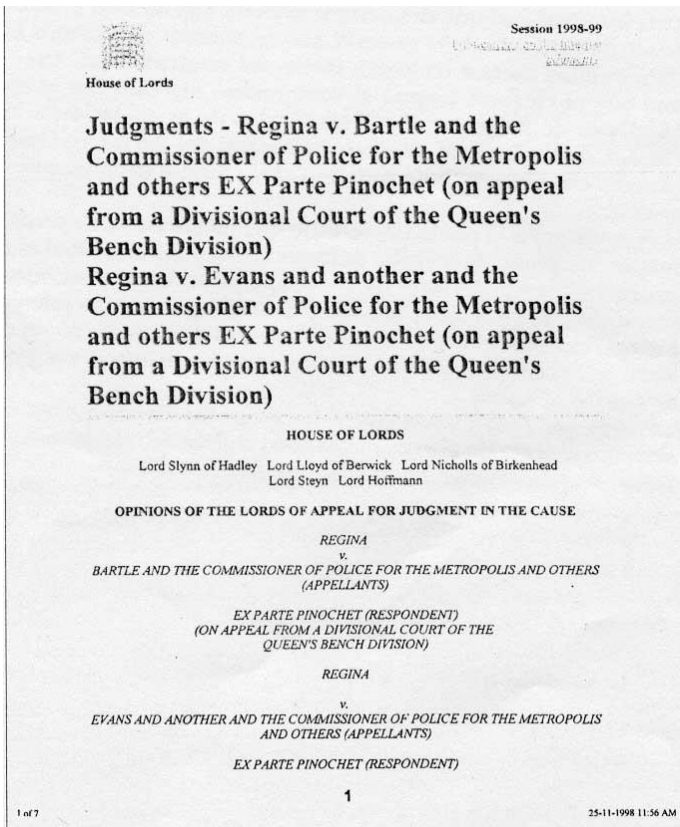 Session 1998-99
House of Lords
Judgments - Regina v. Bartle and the
Commissioner of Police for the Metropolis
and others EX Parte Pinochet (on appeal
from a Divisional Court of the Queen's
Bench Division)
Regina v. Evans and another and the
Commissioner of Police for the Metropolis
and others EX Parte Pinochet (on appeal
from a Divisional Court of the Queen's
Bench Division)
HOUSE OF LORDS
Lord Slynn of Hadley Lord Lloyd of Berwick Lord Nicholls of Birkenhead
Lord Steyn Lord Hoffmann
OPINIONS OF THE LORDS OF APPEAL FOR JUDGMENT IN THE CAUSE
REGINA
v.
BARTLE AND THE COMMISSIONER OF POLICE FOR THE METROPOLIS AND OTHERS
(APPELLANTS)
EX PARTE PINOCHET (RESPONDENT)
(ON APPEAL FROM A DIVISIONAL COURT OF THE
QUEEN'S BENCH DIVISION)
REGINA
v.
EVANS AND ANOTHER AND THE COMMISSIONER OF POLICE FOR THE METROPOLIS
AND OTHERS (APPELLANTS)
EX PARTE PINOCHET (RESPONDENT)
1
1 of 7
25-11-1998 11:56 AM